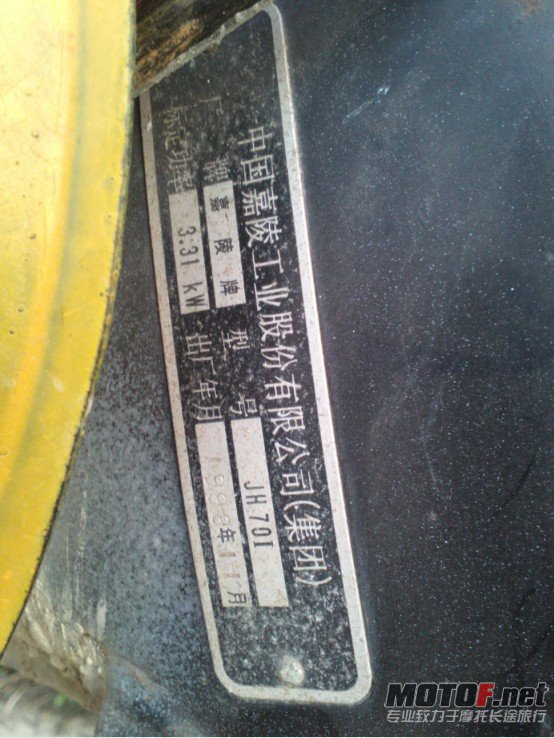 中国嘉陵工业股份有限公司(集团)
厂牌 嘉陵牌 型号 JH70I
标定功率 3.31 kW 出厂年月 1998年11月
MOTOF.net
专业致力于摩托长途旅行